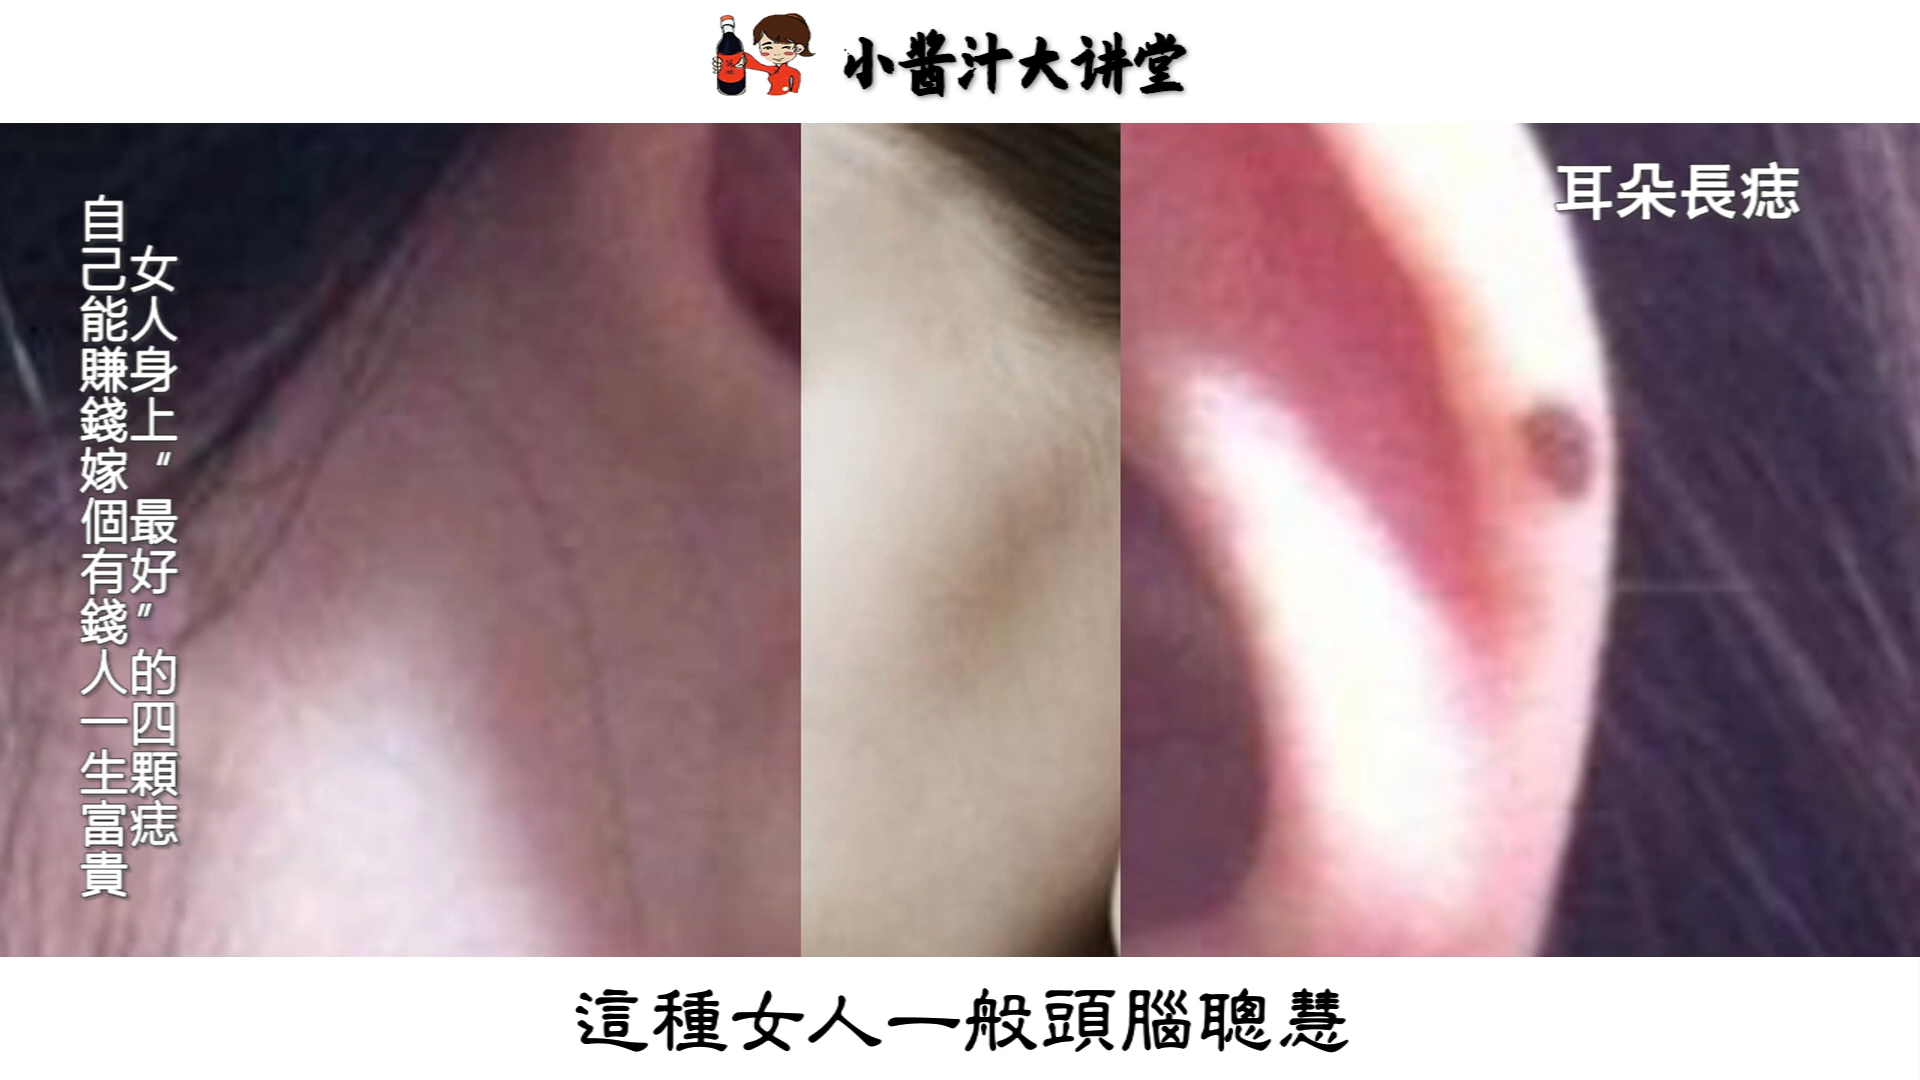 小酱汁大讲堂
耳朵長痣
女人身上“最好”的四顆痣
自己能賺錢嫁個有錢人一生富貴
這種女人一般頭腦聰慧